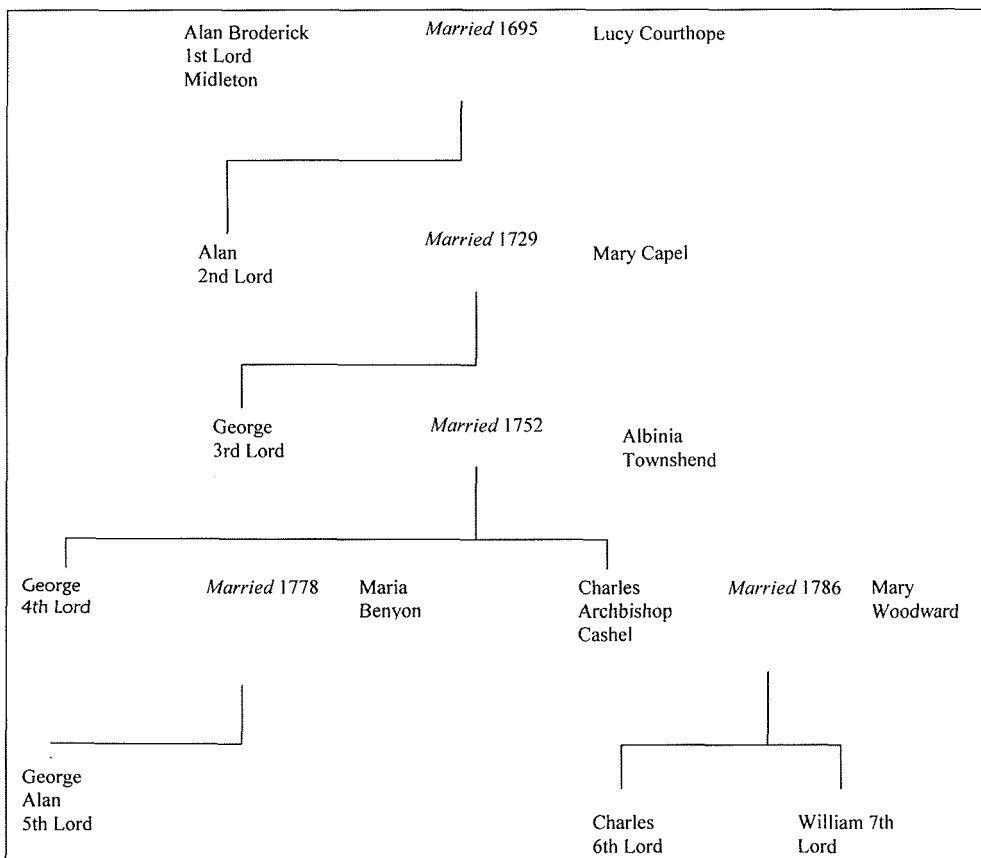 Alan Broderick
1st Lord
Midleton
Married 1695
Lucy Courthope
Alan
2nd Lord
Married 1729
Mary Capel
George
3rd Lord
Married 1752
Albinia
Townshend
George
4th Lord
Married 1778
Maria
Benyon
Charles
Archbishop
Cashel
Married 1786
Mary
Woodward
George
Alan
5th Lord
Charles
6th Lord
William 7th
Lord